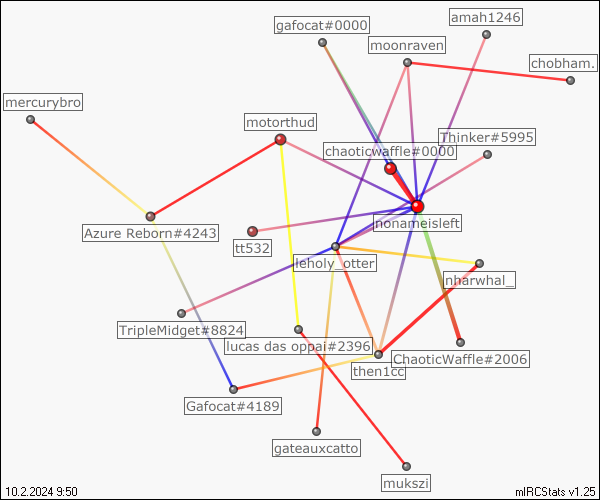 gafocat#0000
amah1246
moonraven
chobham.
mercurybro
motorthud
Thinker#5995
chaoticwaffle#0000
nonameisleft
Azure Reborn#4243
tt532
leholy_otter
nbarwhal_
TripleMidget#8824
lucas das oppai#2396
ChaoticWaffle#2006
then1cc
Gafocat#4189
gateauxcatto
mukszi
10.2.2024 9:50
mIRCStats v1.25